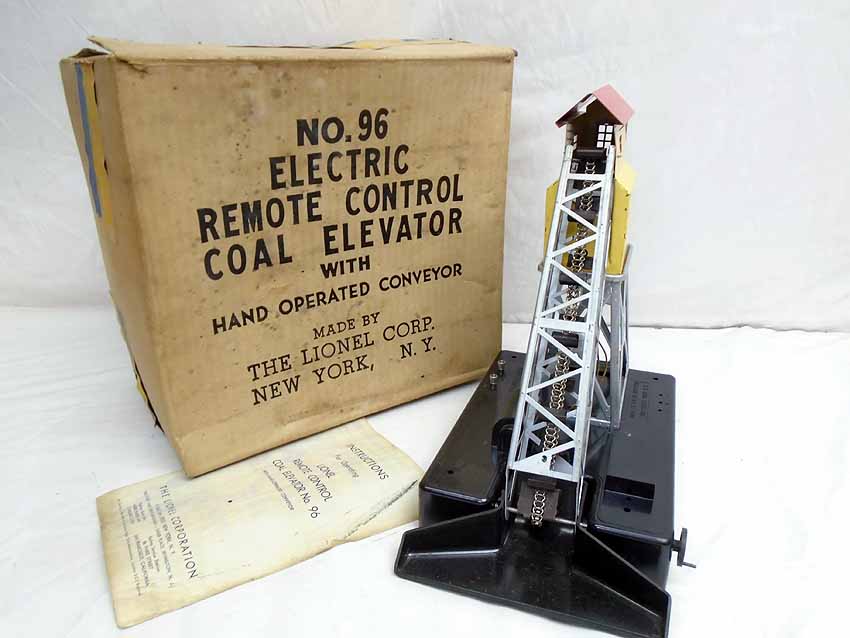 NO. 96
ELECTRIC
REMOTE CONTROL
COAL ELEVATOR
WITH
HAND OPERATED CONVEYOR
MADE BY
THE LIONEL CORP.
NEW YORK, N. Y.
INSTRUCTIONS
For Operating
LIONEL
REMOTE CONTROL
COAL ELEVATOR No. 96
THE LIONEL CORPORATION